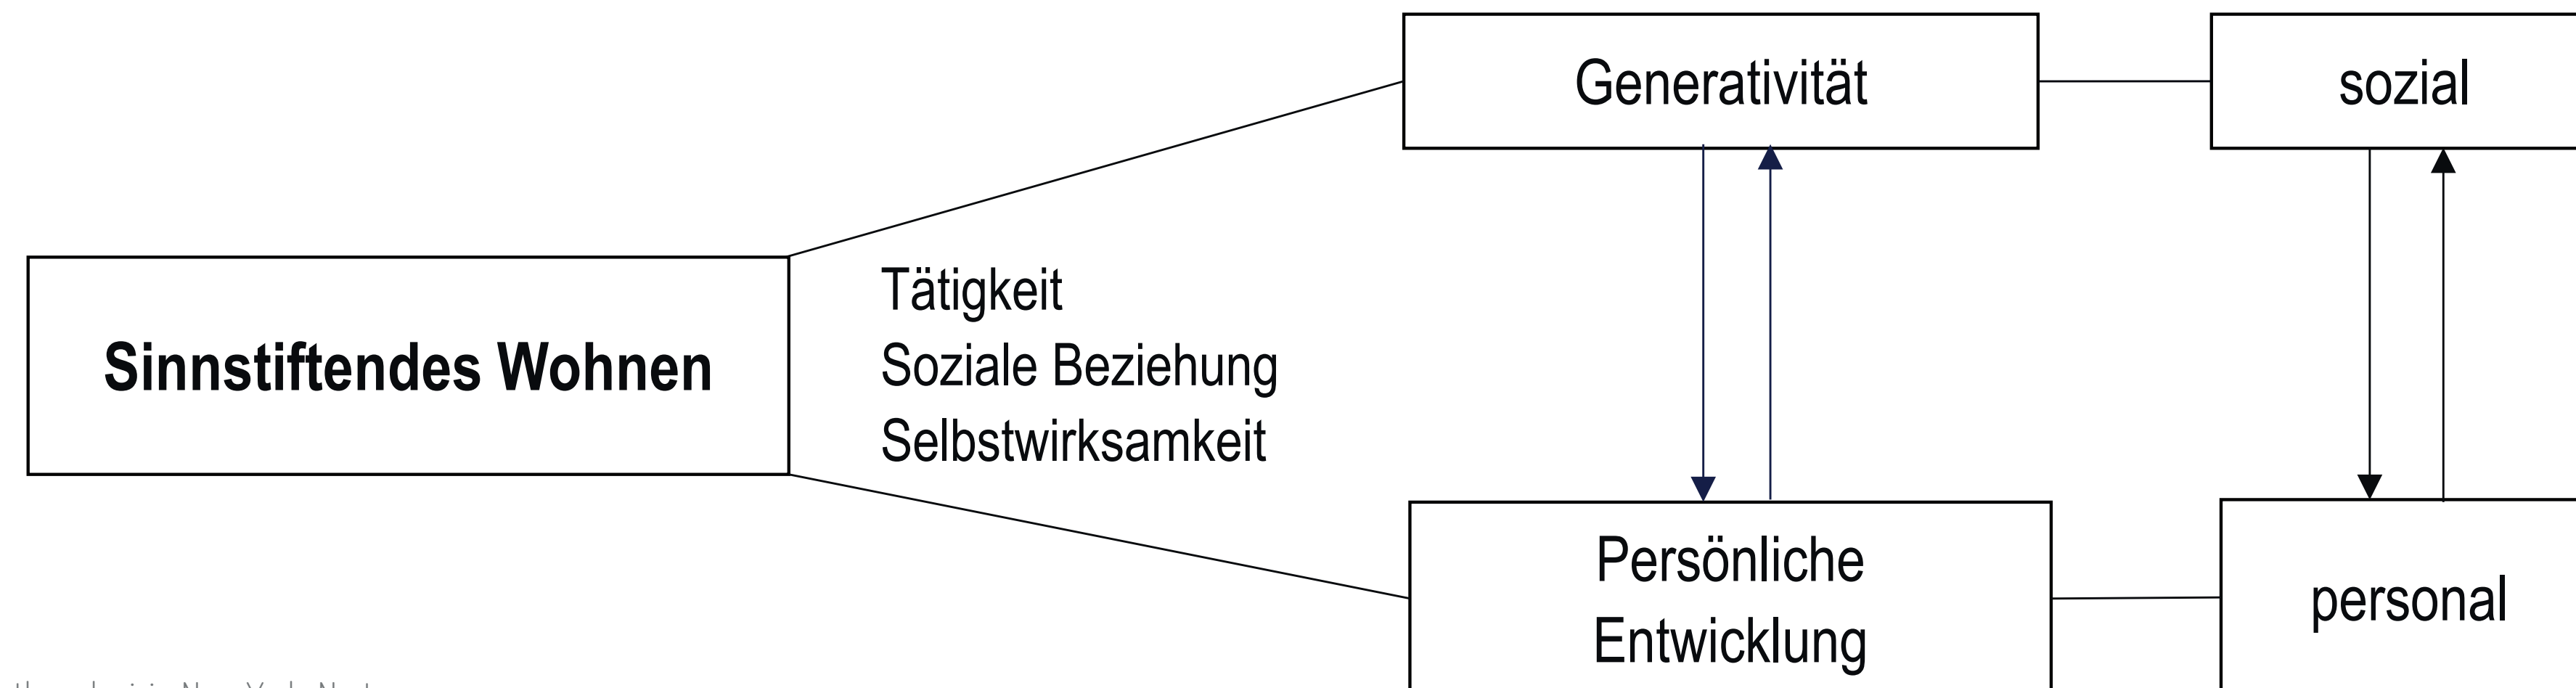 Generativität
sozial
Sinnstiftendes Wohnen
Tätigkeit
Soziale Beziehung
Selbstwirksamkeit
Persönliche
Entwicklung
personal